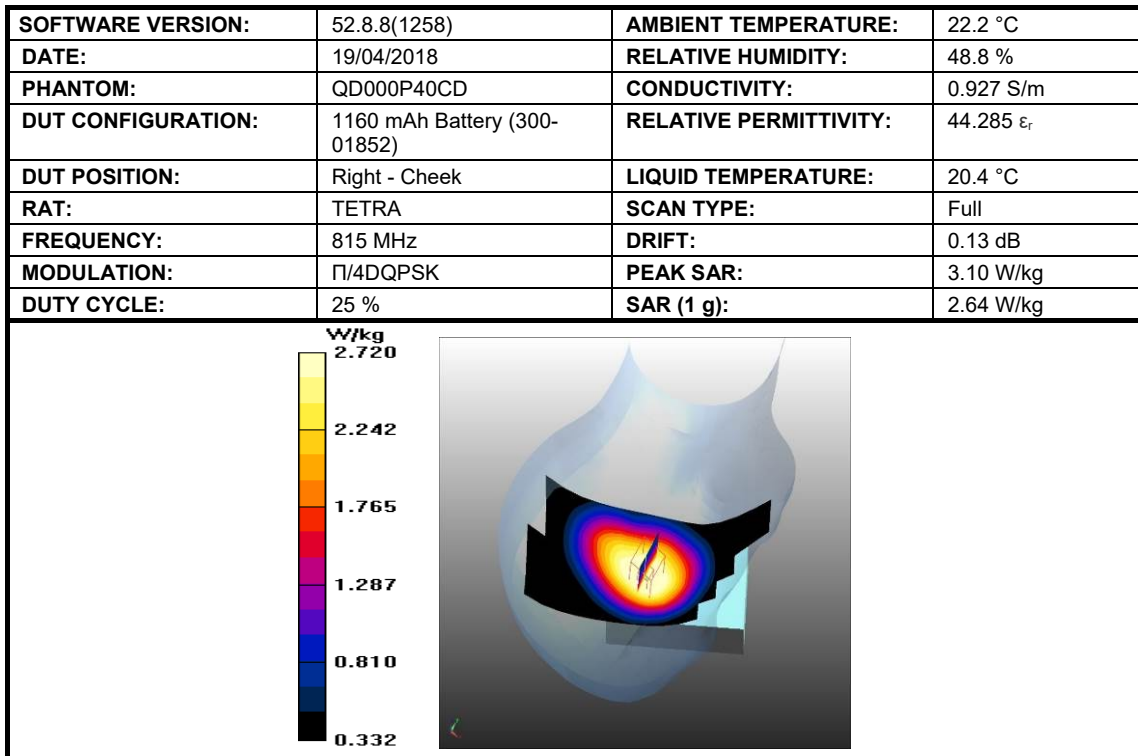 SOFTWARE VERSION: 52.8.8(1258) AMBIENT TEMPERATURE: 22.2 °C
DATE: 19/04/2018 RELATIVE HUMIDITY: 48.8 %
PHANTOM: QD000P40CD CONDUCTIVITY: 0.927 S/m
DUT CONFIGURATION: 1160 mAh Battery (300- RELATIVE PERMITTIVITY: 44.285 εr
01852)
DUT POSITION: Right - Cheek LIQUID TEMPERATURE: 20.4 °C
RAT: TETRA SCAN TYPE: Full
FREQUENCY: 815 MHz DRIFT: 0.13 dB
MODULATION: Π/4DQPSK PEAK SAR: 3.10 W/kg
DUTY CYCLE: 25 % SAR (1 g): 2.64 W/kg
W/kg
2.720
2.242
1.765
1.287
0.810
0.332